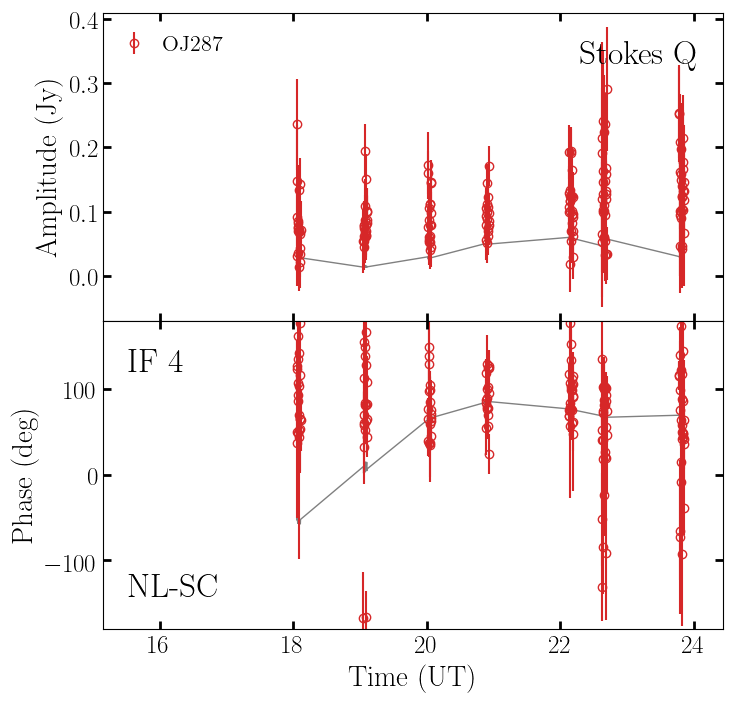 OJ287
Stokes Q
0.4
0.3
0.2
0.1
0.0
Amplitude (Jy)
IF 4
100
0
−100
Phase (deg)
NL-SC
16 18 20 22 24
Time (UT)